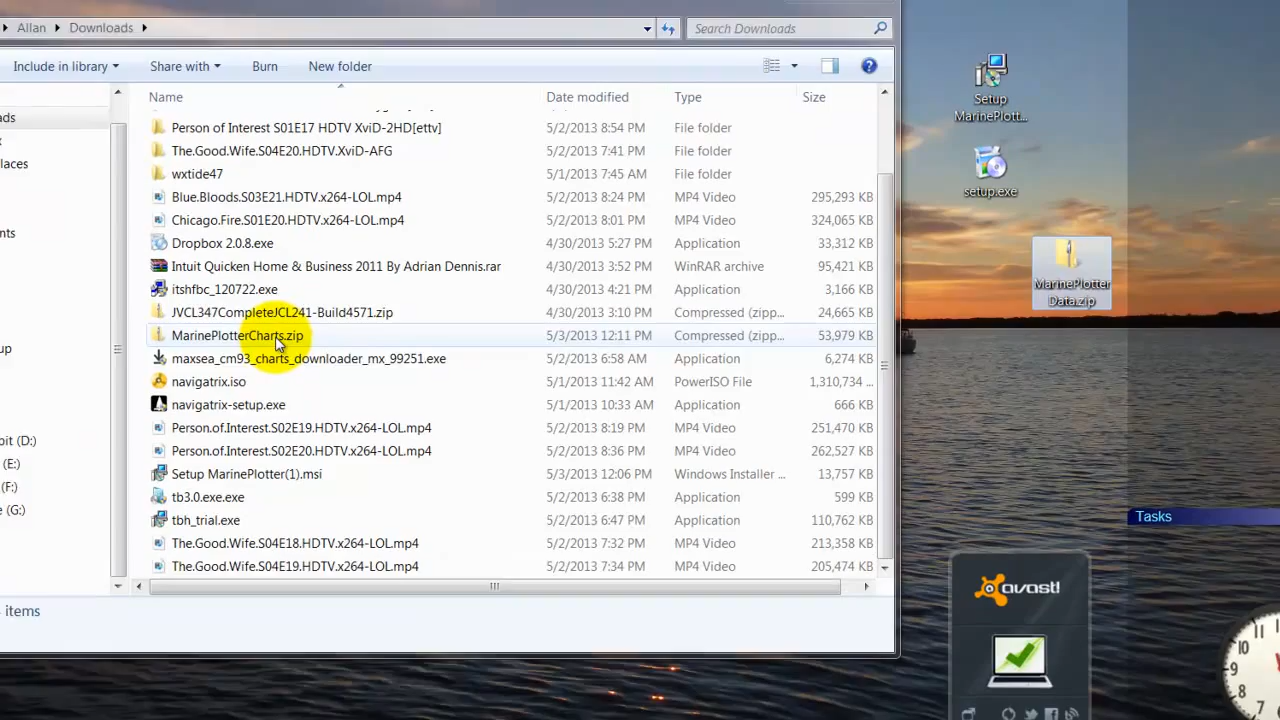 Allan Downloads
Search Downloads
Include in library Share with Burn New folder
Name Date modified Type Size
Person of Interest S01E17 HDTV XviD-2HD[ettv] 5/2/2013 8:54 PM File folder
The.Good.Wife.S04E20.HDTV.XviD-AFG 5/2/2013 7:41 PM File folder
wxtide47 5/1/2013 7:45 AM File folder
Blue.Bloods.S03E21.HDTV.x264-LOL.mp4 5/2/2013 8:24 PM MP4 Video 295,293 KB
Chicago.Fire.S01E20.HDTV.x264-LOL.mp4 5/2/2013 8:01 PM MP4 Video 324,065 KB
Dropbox 2.0.8.exe 4/30/2013 5:27 PM Application 33,312 KB
Intuit Quicken Home & Business 2011 By Adrian Dennis.rar 4/30/2013 3:52 PM WinRAR archive 95,421 KB
itshfbc_120722.exe 4/30/2013 4:21 PM Application 3,166 KB
JVCL347CompleteJCL241-Build4571.zip 4/30/2013 3:10 PM Compressed (zipp... 24,665 KB
MarinePlotterCharts.zip 5/3/2013 12:11 PM Compressed (zipp... 53,979 KB
maxsea_cm93_charts_downloader_mx_99251.exe 5/2/2013 6:58 AM Application 6,274 KB
navigatrix.iso 5/1/2013 11:42 AM PowerISO File 1,310,734 ...
navigatrix-setup.exe 5/1/2013 10:33 AM Application 666 KB
Person.of.Interest.S02E19.HDTV.x264-LOL.mp4 5/2/2013 8:19 PM MP4 Video 251,470 KB
Person.of.Interest.S02E20.HDTV.x264-LOL.mp4 5/2/2013 8:36 PM MP4 Video 262,527 KB
Setup MarinePlotter(1).msi 5/3/2013 12:06 PM Windows Installer ... 13,757 KB
tb3.0.exe.exe 5/2/2013 6:38 PM Application 599 KB
tbh_trial.exe 5/2/2013 6:47 PM Application 110,762 KB
The.Good.Wife.S04E18.HDTV.x264-LOL.mp4 5/2/2013 7:32 PM MP4 Video 213,358 KB
The.Good.Wife.S04E19.HDTV.x264-LOL.mp4 5/2/2013 7:34 PM MP4 Video 205,474 KB
ads
laces
nts
up
bit (D:)
(E:)
(F:)
(G:)
items
Setup
MarinePlott...
setup.exe
MarinePlotter
Data.zip
Tasks
avast!
11
10
9
8
7